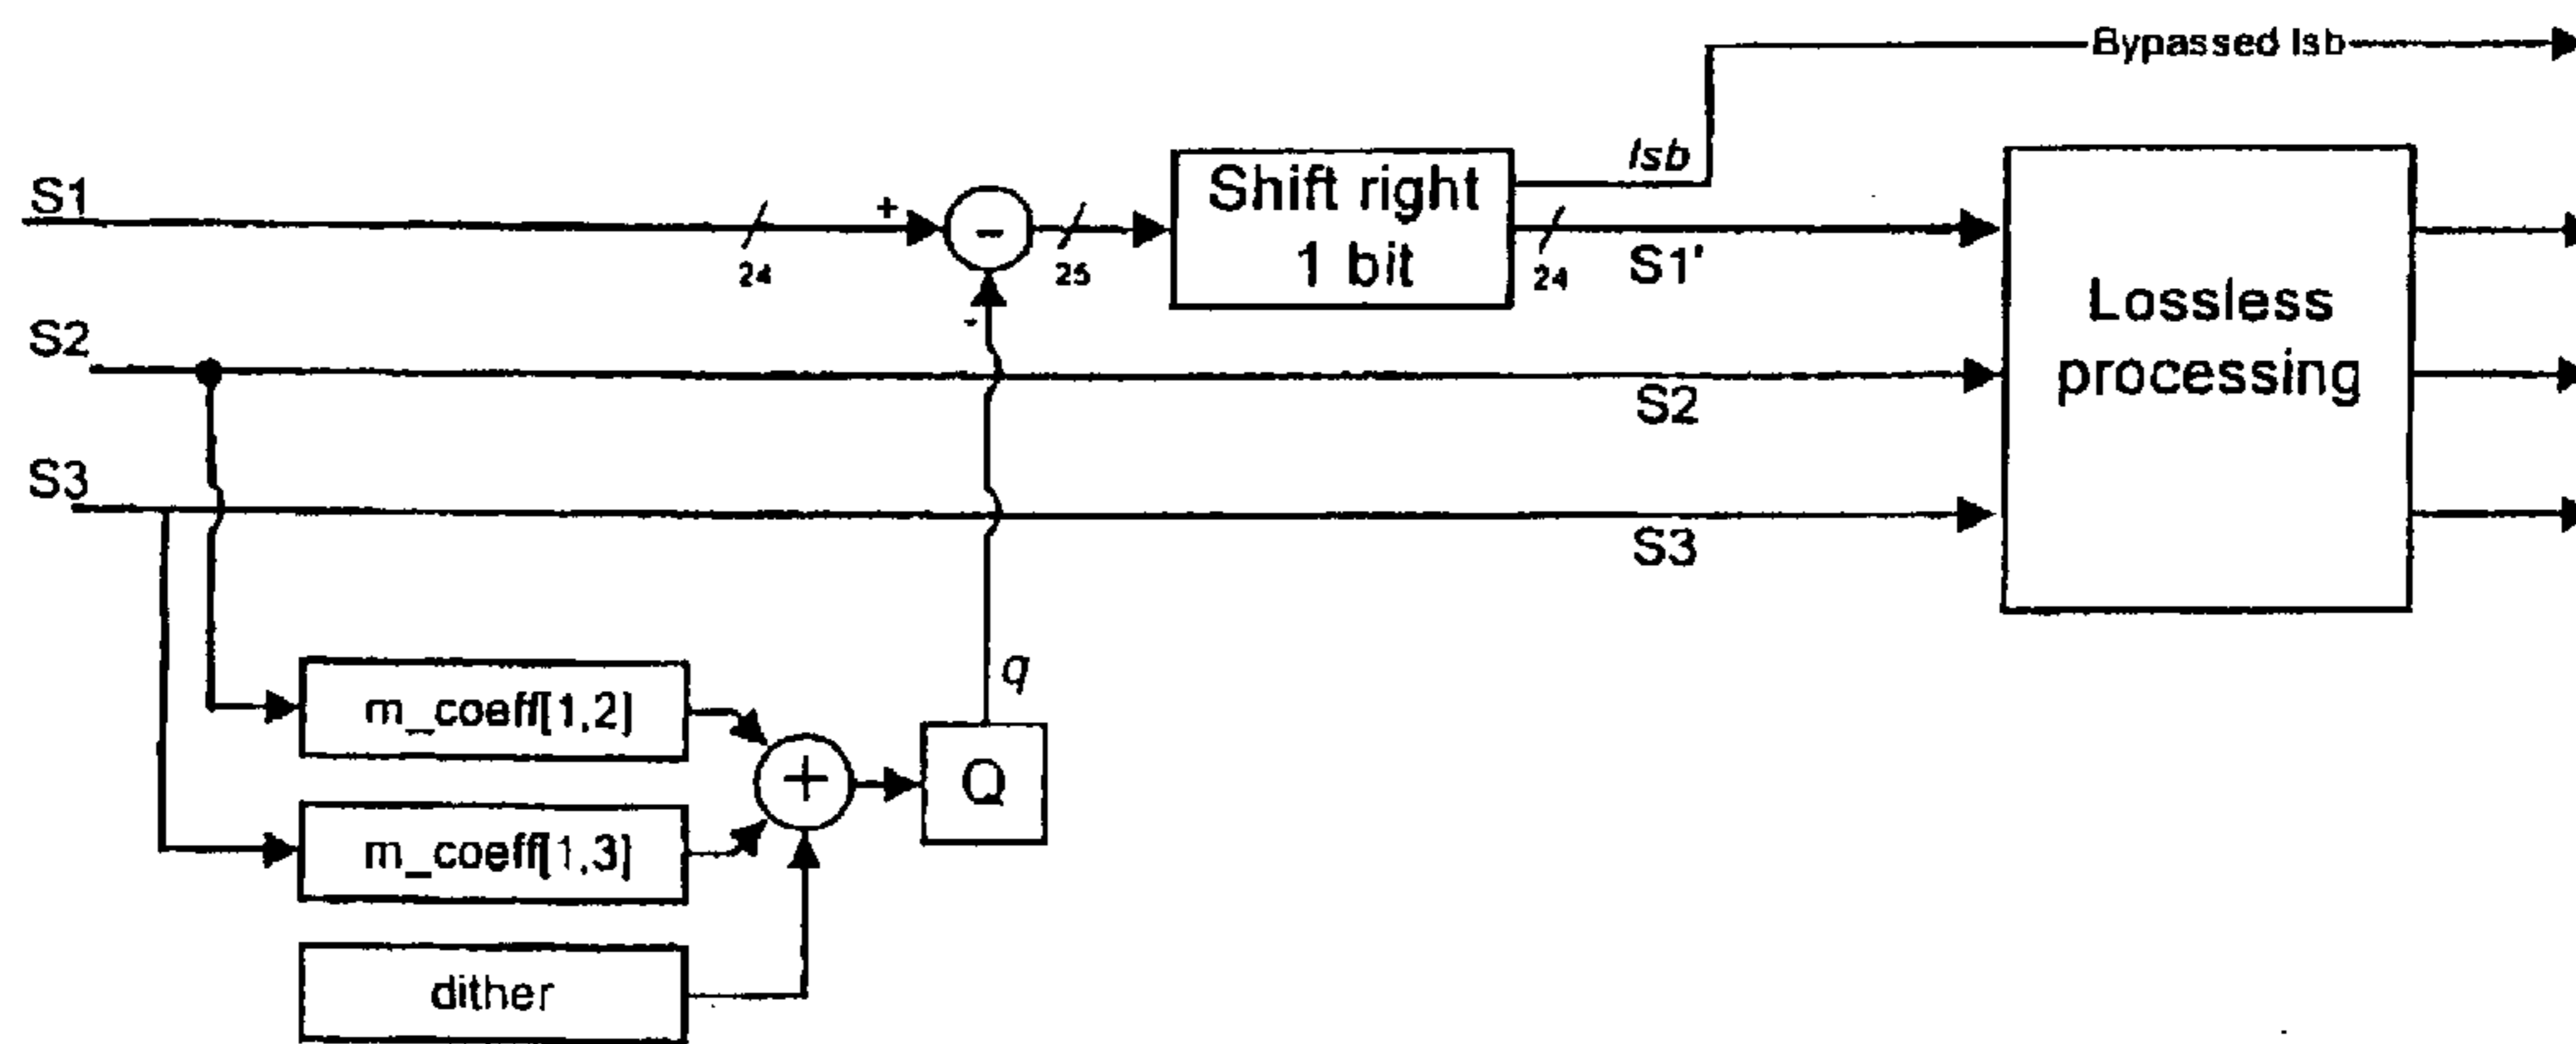 Bypassed lsb
lsb
S1
+
-
24
25
Shift right
1 bit
24
S1'
Lossless
processing
-
S2
S2
S3
S3
q
m_coeff[1,2]
+
Q
m_coeff[1,3]
dither